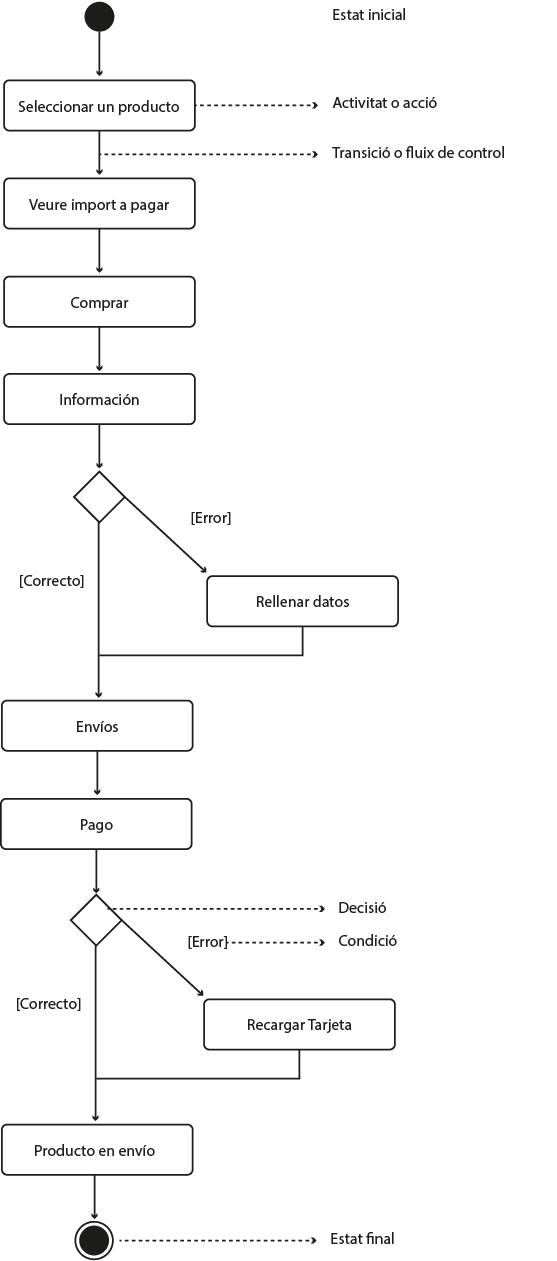 Estat inicial
Seleccionar un producto
Activitat o acció
Transició o fluix de control
Veure import a pagar
Comprar
Información
[Error]
[Correcto]
Rellenar datos
Envíos
Pago
Decisió
[Error]
Condició
[Correcto]
Recargar Tarjeta
Producto en envío
Estat final